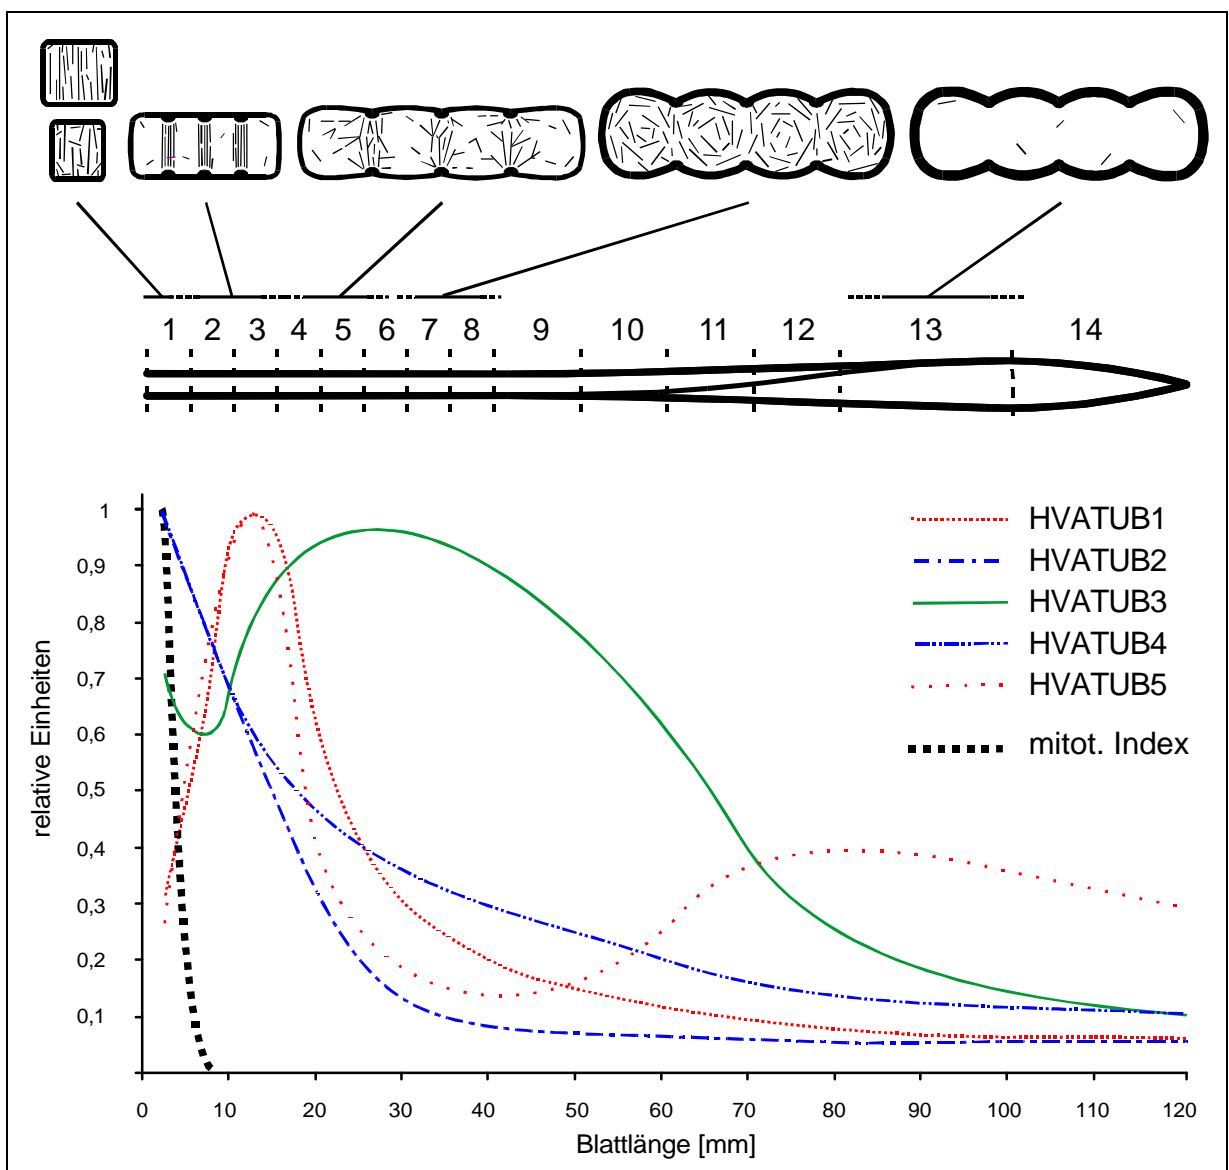 1 2 3 4 5 6 7 8 9 10 11 12 13 14
1
0,9
0,8
0,7
0,6
0,5
0,4
0,3
0,2
0,1
relative Einheiten
HVATUB1
HVATUB2
HVATUB3
HVATUB4
HVATUB5
mitot. Index
0 10 20 30 40 50 60 70 80 90 100 110 120
Blattlänge [mm]